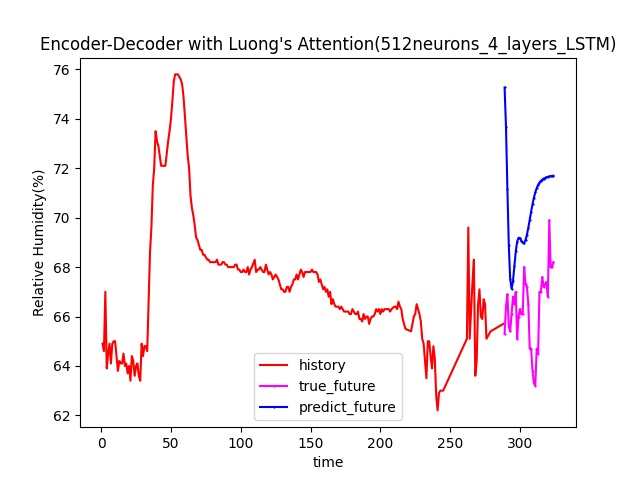 Encoder-Decoder with Luong's Attention(512neurons_4_layers_LSTM)
76
74
72
70
68
66
64
62
Relative Humidity(%)
history
true_future
predict_future
0 50 100 150 200 250 300
time